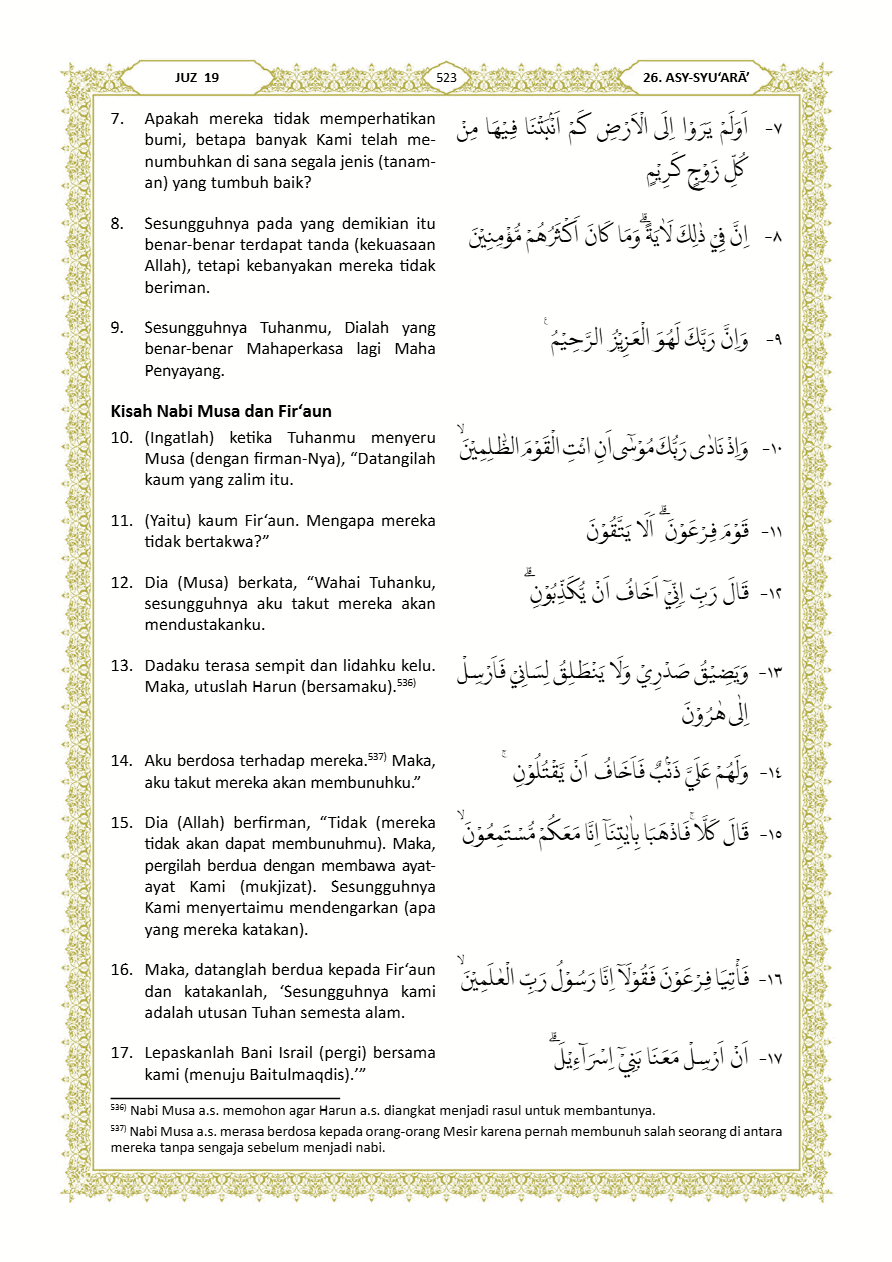 JUZ 19
523
26. ASY-SYU‘ARĀ’
7. Apakah mereka tidak memperhatikan
bumi, betapa banyak Kami telah me-
numbuhkan di sana segala jenis (tanam-
an) yang tumbuh baik?
٧- اَوَلَمْ يَرَوْا اِلَى الْاَرْضِ كَمْ اَنْۢبَتْنَا فِيْهَا مِنْ
كُلِّ زَوْجٍ كَرِيْمٍ
8. Sesungguhnya pada yang demikian itu
benar-benar terdapat tanda (kekuasaan
Allah), tetapi kebanyakan mereka tidak
beriman.
٨- اِنَّ فِيْ ذٰلِكَ لَاٰيَةًۗ وَمَا كَانَ اَكْثَرُهُمْ مُّؤْمِنِيْنَ
9. Sesungguhnya Tuhanmu, Dialah yang
benar-benar Mahaperkasa lagi Maha
Penyayang.
٩- وَاِنَّ رَبَّكَ لَهُوَ الْعَزِيْزُ الرَّحِيْمُ ࣖ
Kisah Nabi Musa dan Fir‘aun
10. (Ingatlah) ketika Tuhanmu menyeru
Musa (dengan firman-Nya), “Datangilah
kaum yang zalim itu.
١٠- وَاِذْ نَادٰى رَبُّكَ مُوْسٰٓى اَنِ ائْتِ الْقَوْمَ الظّٰلِمِيْنَ ۙ
11. (Yaitu) kaum Fir‘aun. Mengapa mereka
tidak bertakwa?”
١١- قَوْمَ فِرْعَوْنَ ۗ اَلَا يَتَّقُوْنَ
12. Dia (Musa) berkata, “Wahai Tuhanku,
sesungguhnya aku takut mereka akan
mendustakanku.
١٢- قَالَ رَبِّ اِنِّيْٓ اَخَافُ اَنْ يُّكَذِّبُوْنِ ۗ
13. Dadaku terasa sempit dan lidahku kelu.
Maka, utuslah Harun (bersamaku).536)
١٣- وَيَضِيْقُ صَدْرِيْ وَلَا يَنْطَلِقُ لِسَانِيْ فَاَرْسِلْ
اِلٰى هٰرُوْنَ
14. Aku berdosa terhadap mereka.537) Maka,
aku takut mereka akan membunuhku.”
١٤- وَلَهُمْ عَلَيَّ ذَنْۢبٌ فَاَخَافُ اَنْ يَّقْتُلُوْنِ ۚ
15. Dia (Allah) berfirman, “Tidak (mereka
tidak akan dapat membunuhmu). Maka,
pergilah berdua dengan membawa ayat-
ayat Kami (mukjizat). Sesungguhnya
Kami menyertaimu mendengarkan (apa
yang mereka katakan).
١٥- قَالَ كَلَّاۚ فَاذْهَبَا بِاٰيٰتِنَآ اِنَّا مَعَكُمْ مُّسْتَمِعُوْنَ ۙ
16. Maka, datanglah berdua kepada Fir‘aun
dan katakanlah, ‘Sesungguhnya kami
adalah utusan Tuhan semesta alam.
١٦- فَأْتِيَا فِرْعَوْنَ فَقُوْلَآ اِنَّا رَسُوْلُ رَبِّ الْعٰلَمِيْنَ ۙ
17. Lepaskanlah Bani Israil (pergi) bersama
kami (menuju Baitulmaqdis).’”
١٧- اَنْ اَرْسِلْ مَعَنَا بَنِيْٓ اِسْرَاۤءِيْلَ ۗ
536) Nabi Musa a.s. memohon agar Harun a.s. diangkat menjadi rasul untuk membantunya.
537) Nabi Musa a.s. merasa berdosa kepada orang-orang Mesir karena pernah membunuh salah seorang di antara
mereka tanpa sengaja sebelum menjadi nabi.